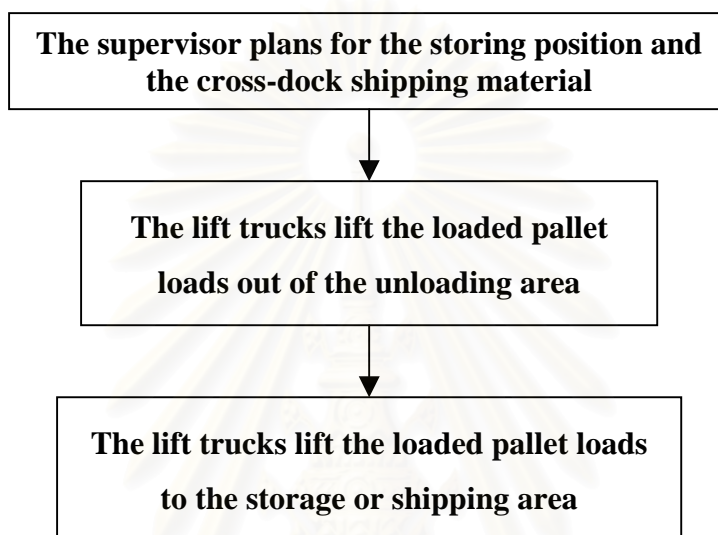 The supervisor plans for the storing position and
the cross-dock shipping material
The lift trucks lift the loaded pallet
loads out of the unloading area
The lift trucks lift the loaded pallet loads
to the storage or shipping area